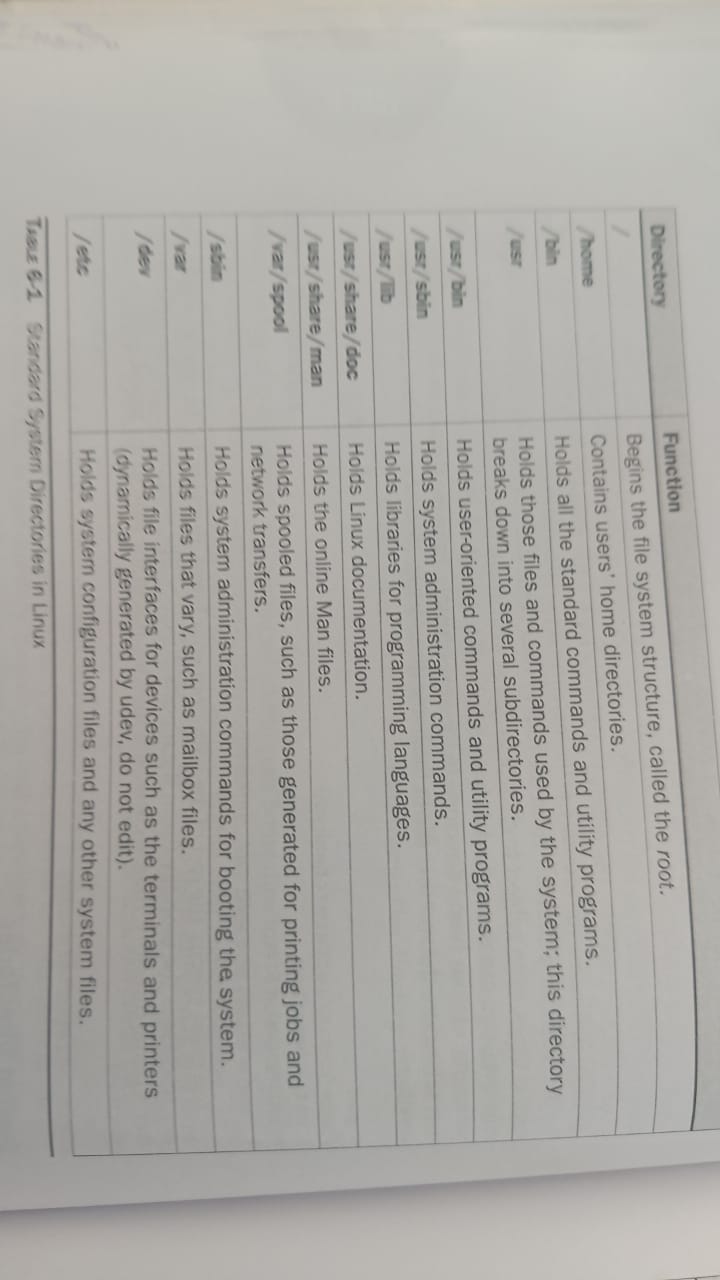 Directory Function
/ Begins the file system structure, called the root.
/home Contains users' home directories.
/bin Holds all the standard commands and utility programs.
/usr Holds those files and commands used by the system; this directory
breaks down into several subdirectories.
/usr/bin Holds user-oriented commands and utility programs.
/usr/sbin Holds system administration commands.
/usr/lib Holds libraries for programming languages.
/usr/share/doc Holds Linux documentation.
/usr/share/man Holds the online Man files.
/var/spool Holds spooled files, such as those generated for printing jobs and
network transfers.
/sbin Holds system administration commands for booting the system.
/var Holds files that vary, such as mailbox files.
/dev Holds file interfaces for devices such as the terminals and printers
(dynamically generated by udev, do not edit).
/etc Holds system configuration files and any other system files.
TABLE 6-1 Standard System Directories in Linux